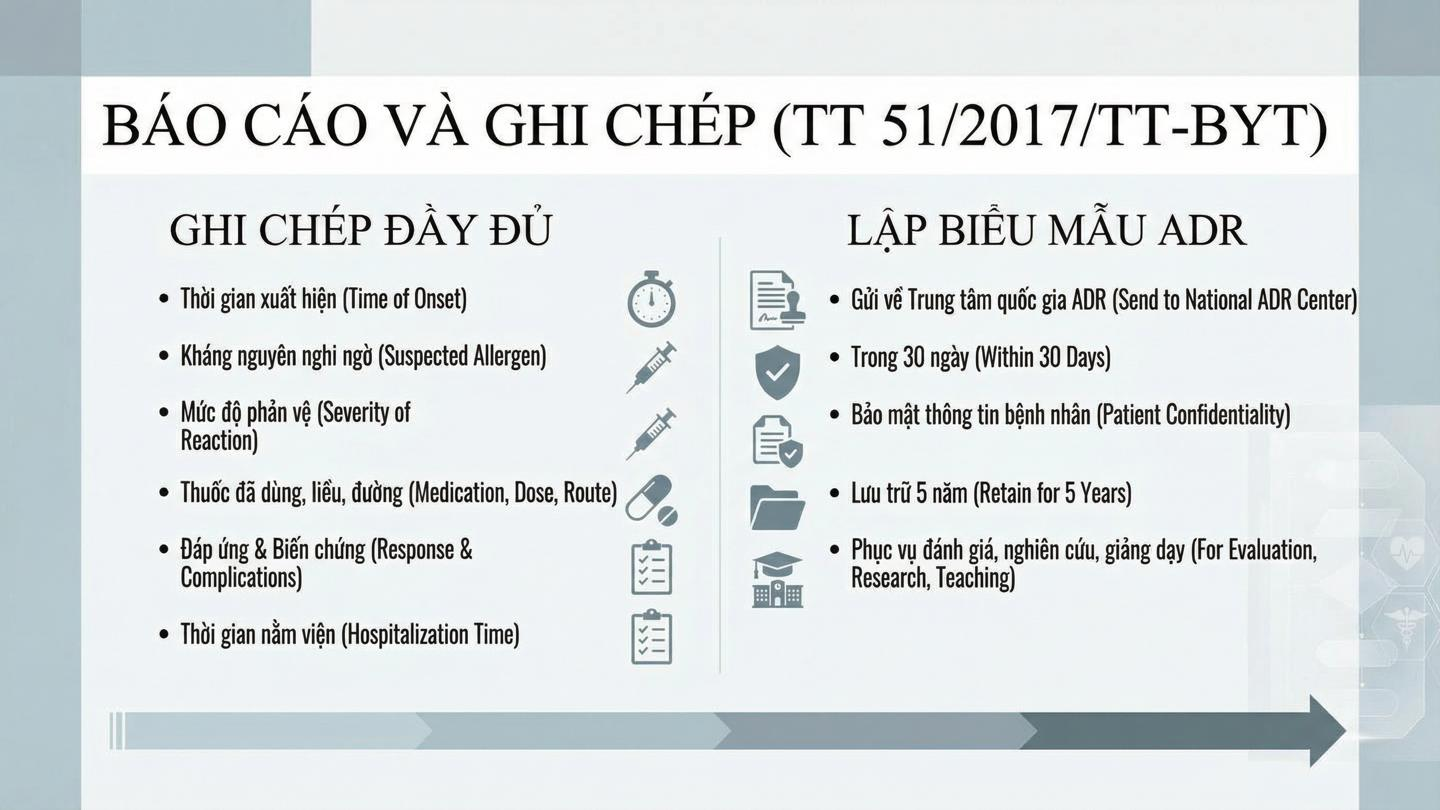 BÁO CÁO VÀ GHI CHÉP (TT 51/2017/TT-BYT)
GHI CHÉP ĐẦY ĐỦ
• Thời gian xuất hiện (Time of Onset)
• Kháng nguyên nghi ngờ (Suspected Allergen)
• Mức độ phản vệ (Severity of
Reaction)
• Thuốc đã dùng, liều, đường (Medication, Dose, Route)
• Đáp ứng & Biến chứng (Response &
Complications)
• Thời gian nằm viện (Hospitalization Time)
LẬP BIỂU MẪU ADR
• Gửi về Trung tâm quốc gia ADR (Send to National ADR Center)
• Trong 30 ngày (Within 30 Days)
• Bảo mật thông tin bệnh nhân (Patient Confidentiality)
• Lưu trữ 5 năm (Retain for 5 Years)
• Phục vụ đánh giá, nghiên cứu, giảng dạy (For Evaluation,
Research, Teaching)